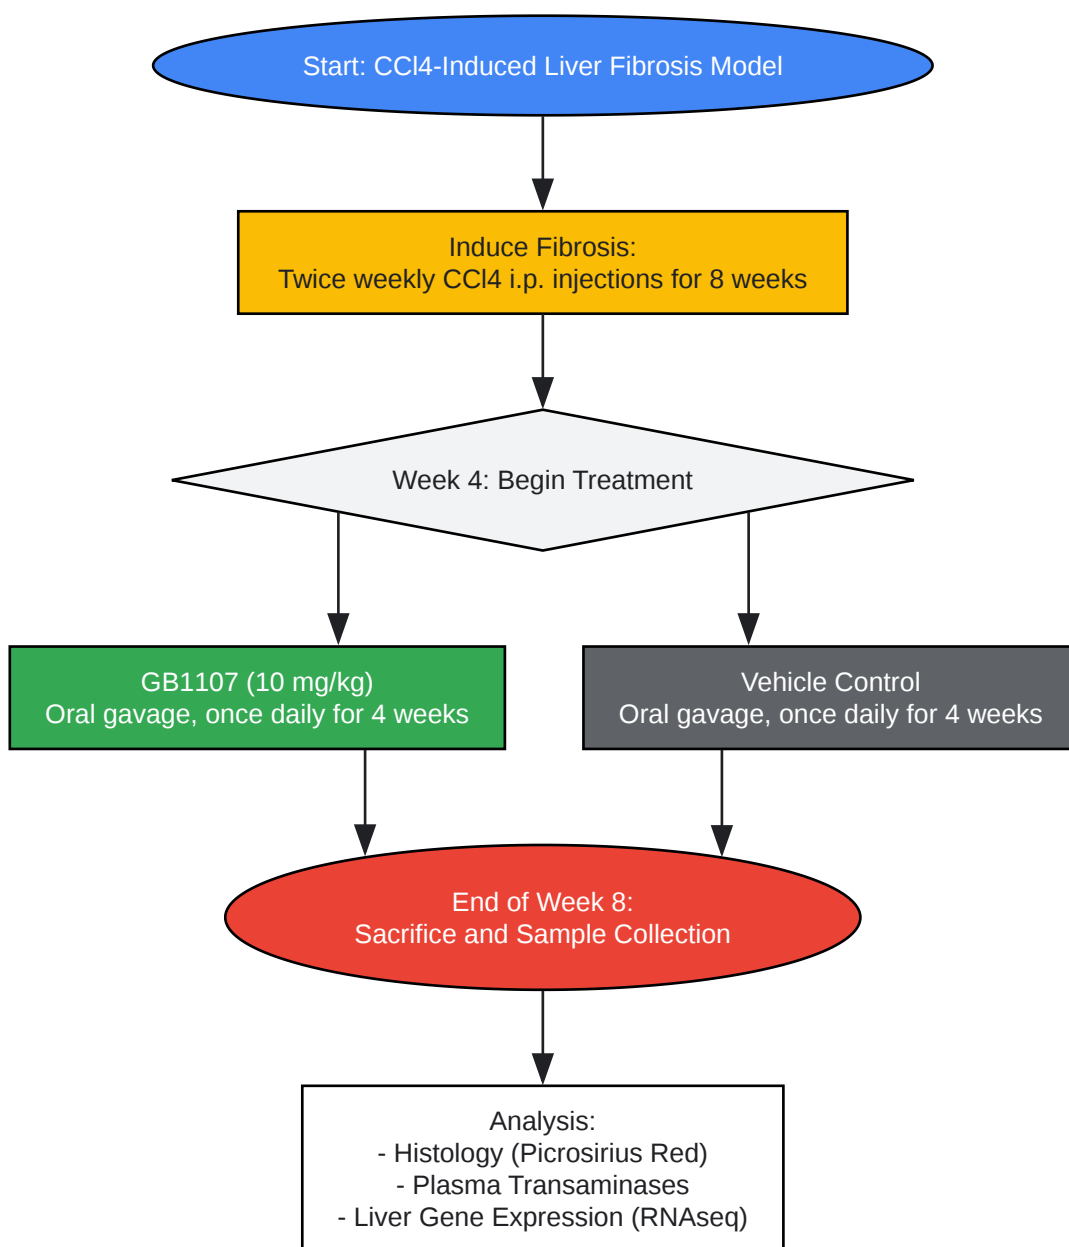 Start: CCl4-Induced Liver Fibrosis Model
Induce Fibrosis:
Twice weekly CCl4 i.p. injections for 8 weeks
Week 4: Begin Treatment
GB1107 (10 mg/kg)
Oral gavage, once daily for 4 weeks
Vehicle Control
Oral gavage, once daily for 4 weeks
End of Week 8:
Sacrifice and Sample Collection
Analysis:
- Histology (Picrosirius Red)
- Plasma Transaminases
- Liver Gene Expression (RNAseq)